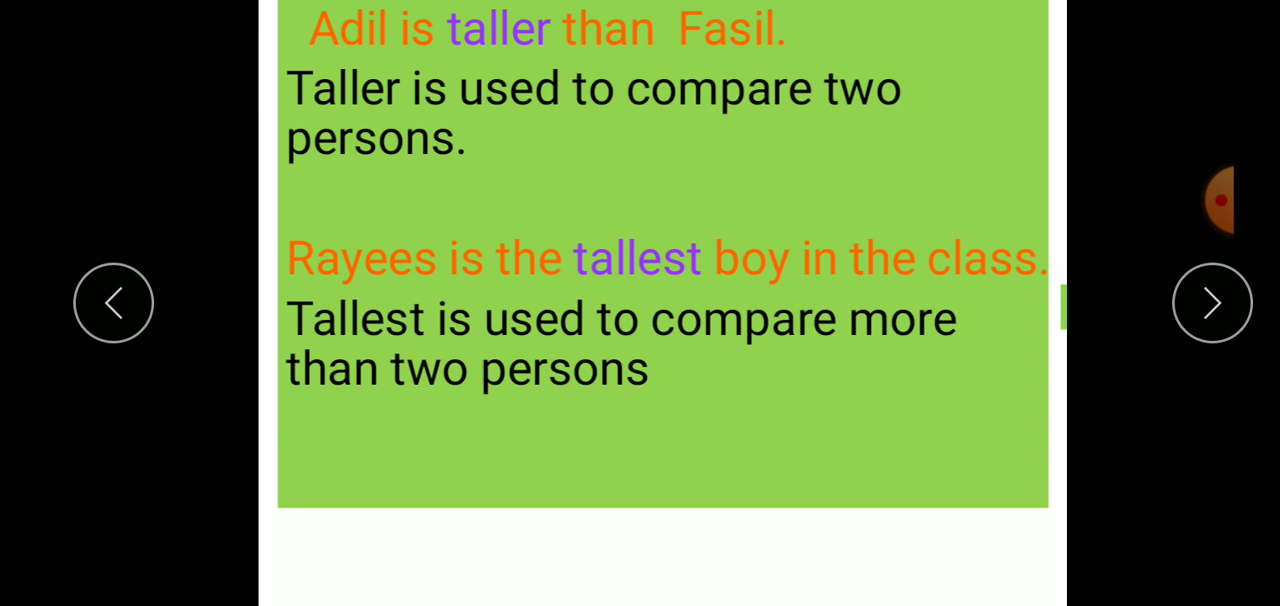 Adil is taller than Fasil.
Taller is used to compare two
persons.
Rayees is the tallest boy in the class.
Tallest is used to compare more
than two persons